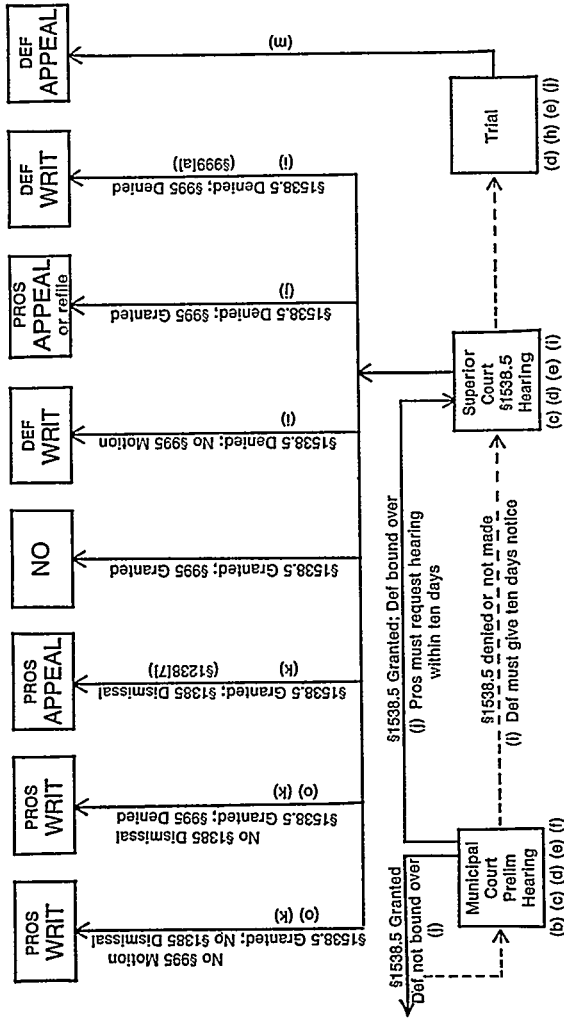 PROS
WRIT
No §995 Motion
§1538.5 Granted; No §1385 Dismissal
(o) (k)
PROS
WRIT
No §1385 Dismissal
§1538.5 Granted; §995 Denied
(o) (k)
PROS
APPEAL
§1538.5 Granted; §1385 Dismissal
(k) (§1238[7])
NO
§1538.5 Granted; §995 Granted
DEF
WRIT
§1538.5 Denied; No §995 Motion
(i)
PROS
APPEAL
or refile
§1538.5 Denied; §995 Granted
(j)
DEF
WRIT
§1538.5 Denied; §995 Denied
(i) (§999[a])
DEF
APPEAL
(m)
§1538.5 Granted
Def not bound over
(j)
§1538.5 Granted; Def bound over
(j) Pros must request hearing
within ten days
§1538.5 denied or not made
(i) Def must give ten days notice
Municipal
Court
Prelim
Hearing
(b) (c) (d) (e) (f)
Superior
Court
§1538.5
Hearing
(c) (d) (e) (i)
Trial
(d) (h) (e) (j)